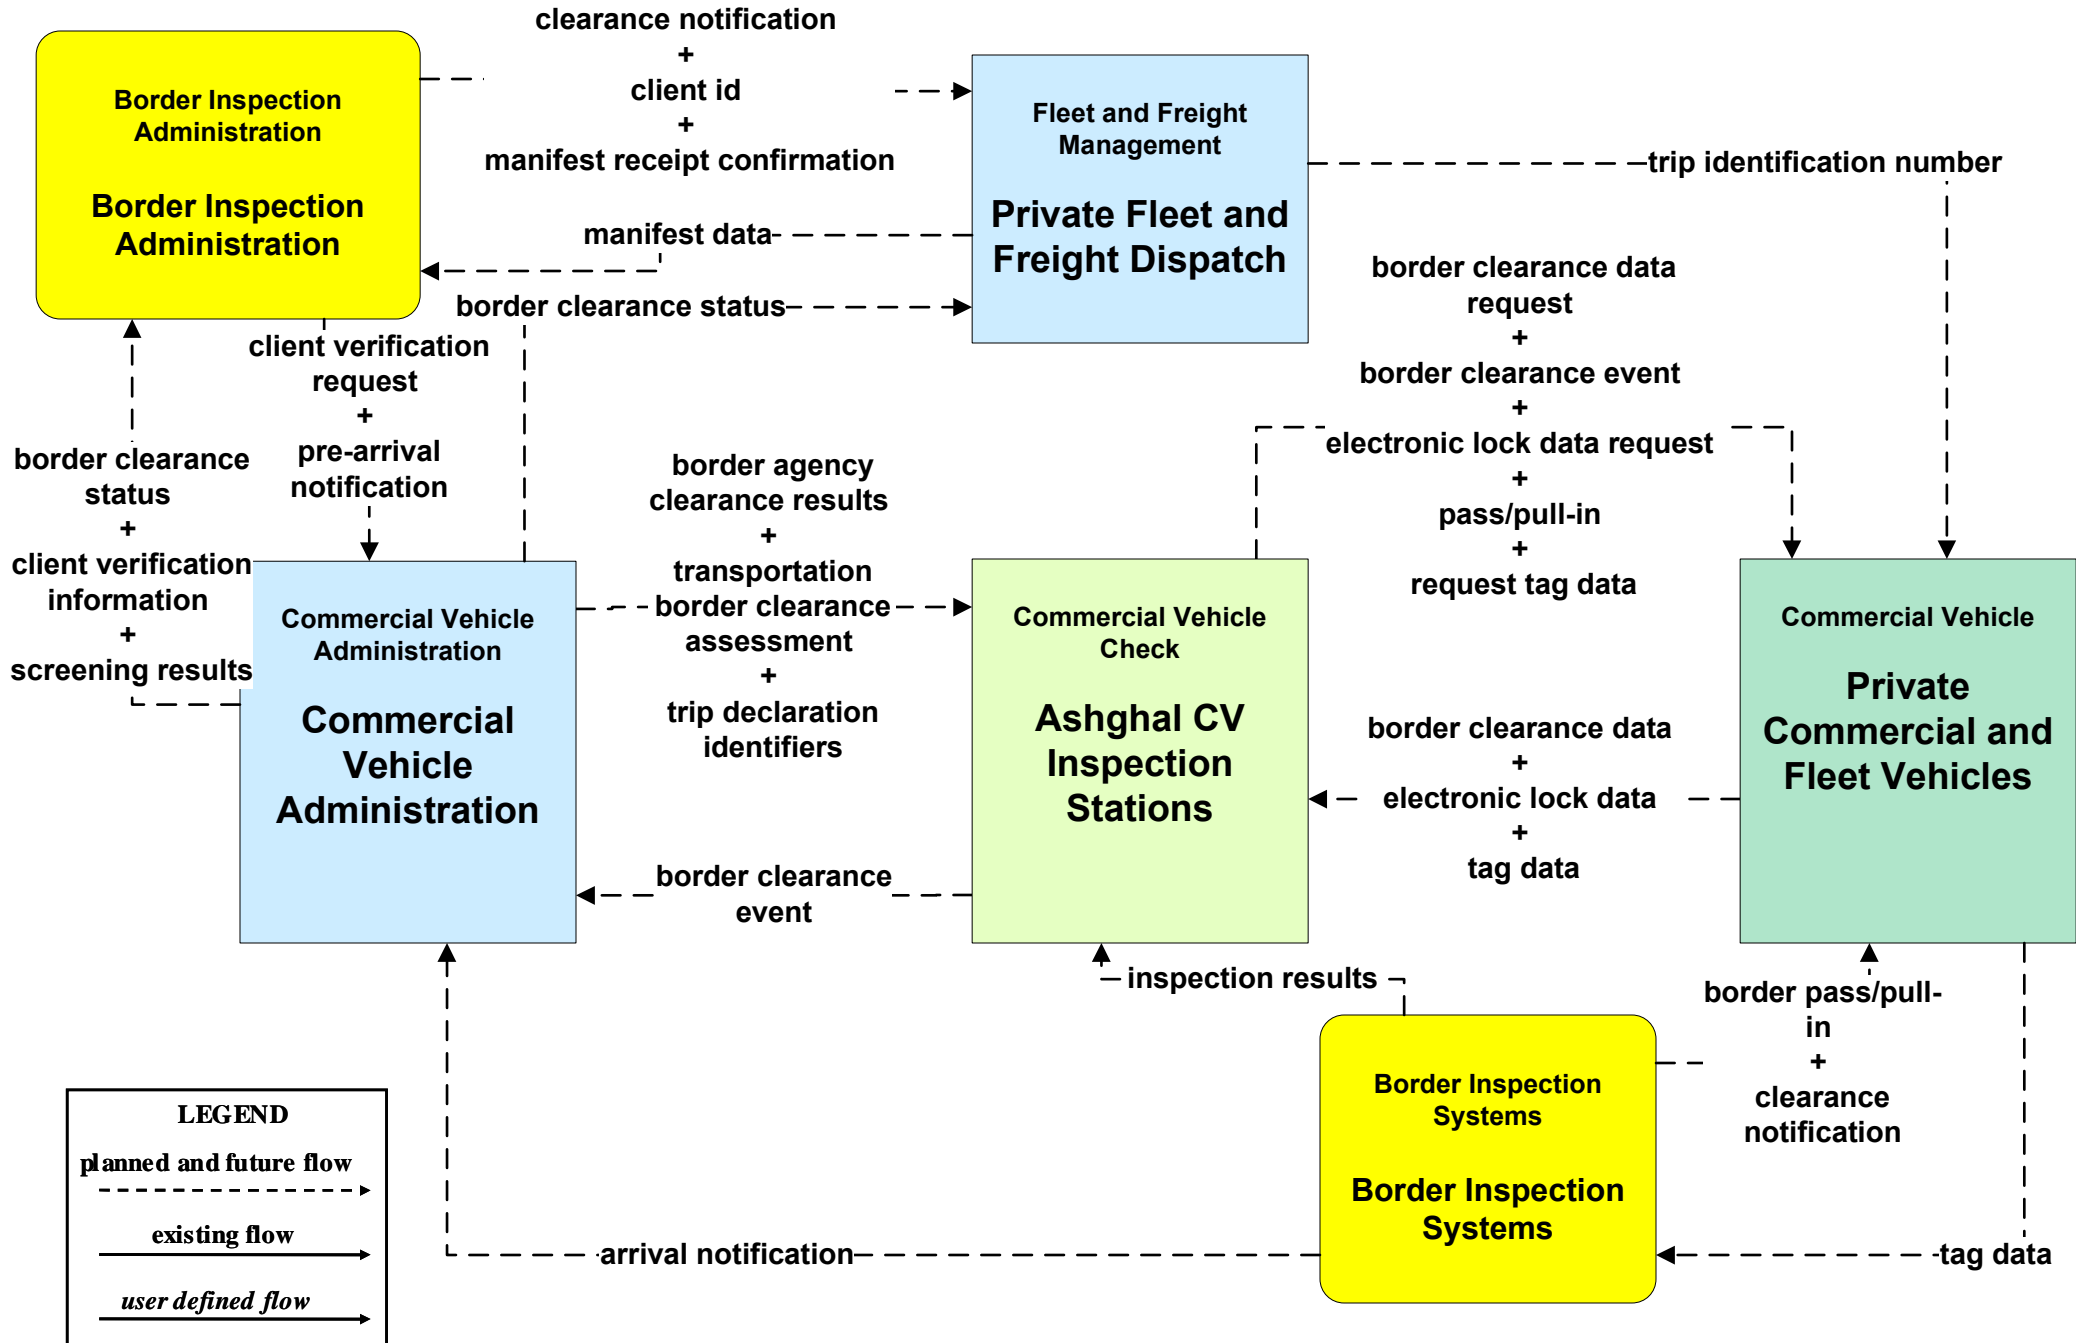 clearance notification
+
client id
+
manifest receipt confirmation
Border Inspection
Administration
Border Inspection
Administration
Fleet and Freight
Management
Private Fleet and
Freight Dispatch
trip identification number
manifest data
border clearance status
border clearance data
request
+
border clearance event
+
electronic lock data request
+
pass/pull-in
+
request tag data
client verification
request
+
pre-arrival
notification
border clearance
status
+
client verification
information
+
screening results
border agency
clearance results
+
transportation
border clearance
assessment
+
trip declaration
identifiers
Commercial Vehicle
Administration
Commercial
Vehicle
Administration
Commercial Vehicle
Check
Ashghal CV
Inspection
Stations
Commercial Vehicle
Private
Commercial and
Fleet Vehicles
border clearance data
+
electronic lock data
+
tag data
border clearance
event
inspection results
border pass/pull-
in
+
clearance
notification
Border Inspection
Systems
Border Inspection
Systems
arrival notification
tag data
LEGEND
planned and future flow
existing flow
user defined flow